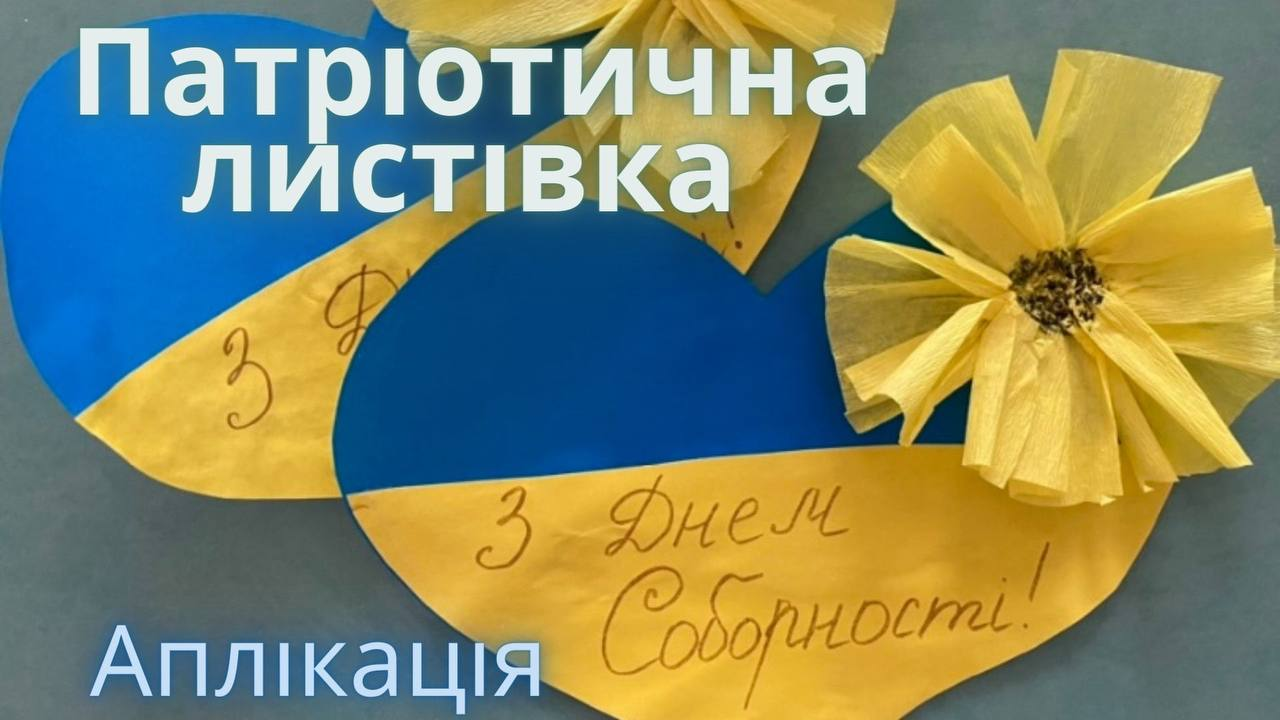 Патріотична
листівка
З
З Днем
Соборності!
Аплікація